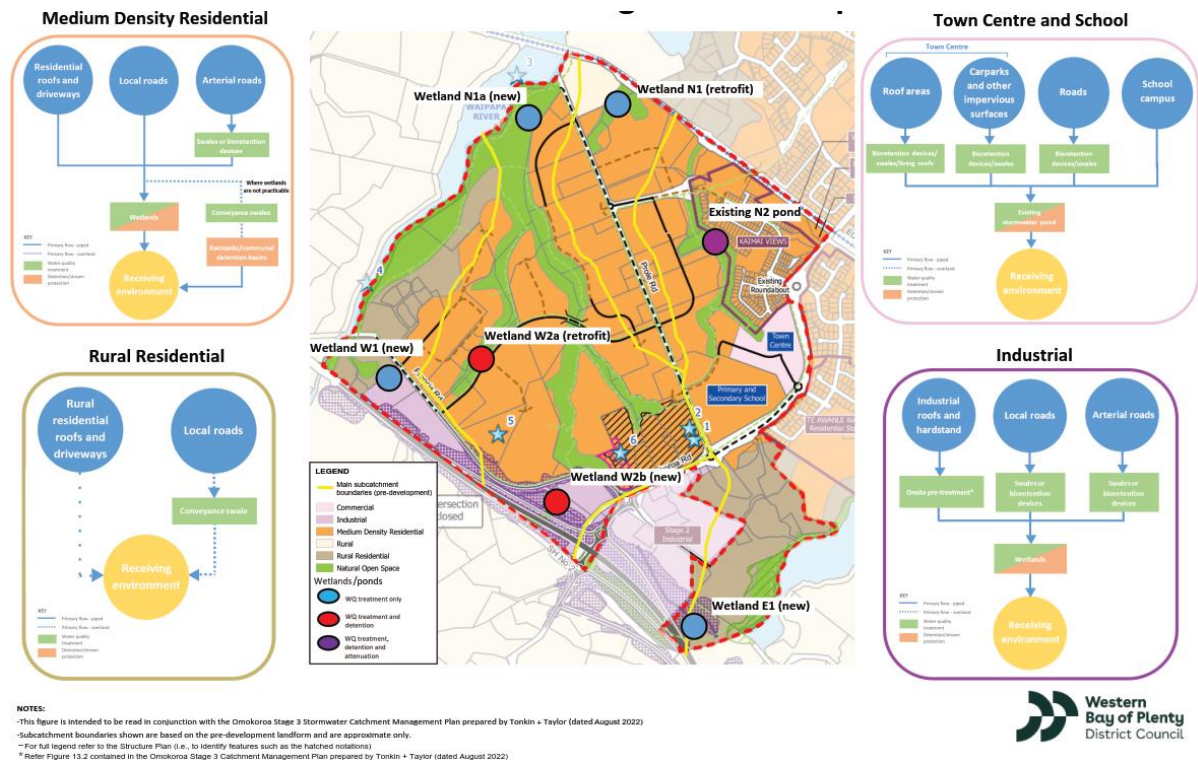 Medium Density Residential
Residential
roofs and
driveways
Local roads
Arterial roads
Swales or bioretention
devices
Where wetlands
are not practicable
Wetlands
Conveyance swales
Raintanks/communal
detention basins
Receiving
environment
KEY
Primary flow - piped
Primary flow - overland
Water quality
treatment
Detention/stream
protection
Rural Residential
Rural
residential
roofs and
driveways
Local roads
Conveyance swale
Receiving
environment
KEY
Primary flow - piped
Primary flow - overland
Water quality
treatment
Detention/stream
protection
3
Wetland N1a (new)
Wetland N1 (retrofit)
WAIPAPA
RIVER
Existing N2 pond
KAIMAI VIEWS
Prole Rd
Existing
Roundabout
4
Wetland W2a (retrofit)
Wetland W1 (new)
Town
Centre
Primary and
Secondary School
5
2
1
6
Wetland W2b (new)
Stage 2
Industrial
Wetland E1 (new)
LEGEND
Main subcatchment
boundaries (pre-development)
Commercial
Industrial
Medium Density Residential
Rural
Rural Residential
Natural Open Space
Wetlands/ponds
WQ treatment only
WQ treatment
and detention
WQ treatment,
detention and
attenuation
Town Centre and School
Town Centre
Roof areas
Carparks
and other
impervious
surfaces
Roads
School
campus
Bioretention devices/
swales/living roofs
Bioretention
devices/swales
Bioretention
devices/swales
Existing
stormwater pond
Receiving
environment
KEY
Primary flow - piped
Primary flow - overland
Water quality
treatment
Detention/stream
protection
Industrial
Industrial
roofs and
hardstand
Local roads
Arterial roads
Onsite pre-treatment*
Swales or
bioretention
devices
Swales or
bioretention
devices
Wetlands
Receiving
environment
KEY
Primary flow - piped
Primary flow - overland
Water quality
treatment
Detention/stream
protection
NOTES:
-This figure is intended to be read in conjunction with the Omokoroa Stage 3 Stormwater Catchment Management Plan prepared by Tonkin + Taylor (dated August 2022)
-Subcatchment boundaries shown are based on the pre-development landform and are approximate only.
– For full legend refer to the Structure Plan (i.e., to identify features such as the hatched notations)
* Refer Figure 13.2 contained in the Omokoroa Stage 3 Catchment Management Plan prepared by Tonkin + Taylor (dated August 2022)
Western
Bay of Plenty
District Council